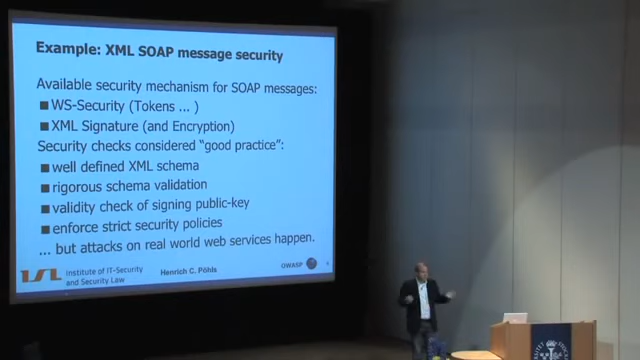 Example: XML SOAP message security
Available security mechanism for SOAP messages:
WS-Security (Tokens ... )
XML Signature (and Encryption)
Security checks considered “good practice”:
well defined XML schema
rigorous schema validation
validity check of signing public-key
enforce strict security policies
... but attacks on real world web services happen.
Institute of IT-Security
and Security Law
Henrich C. Pöhls
OWASP